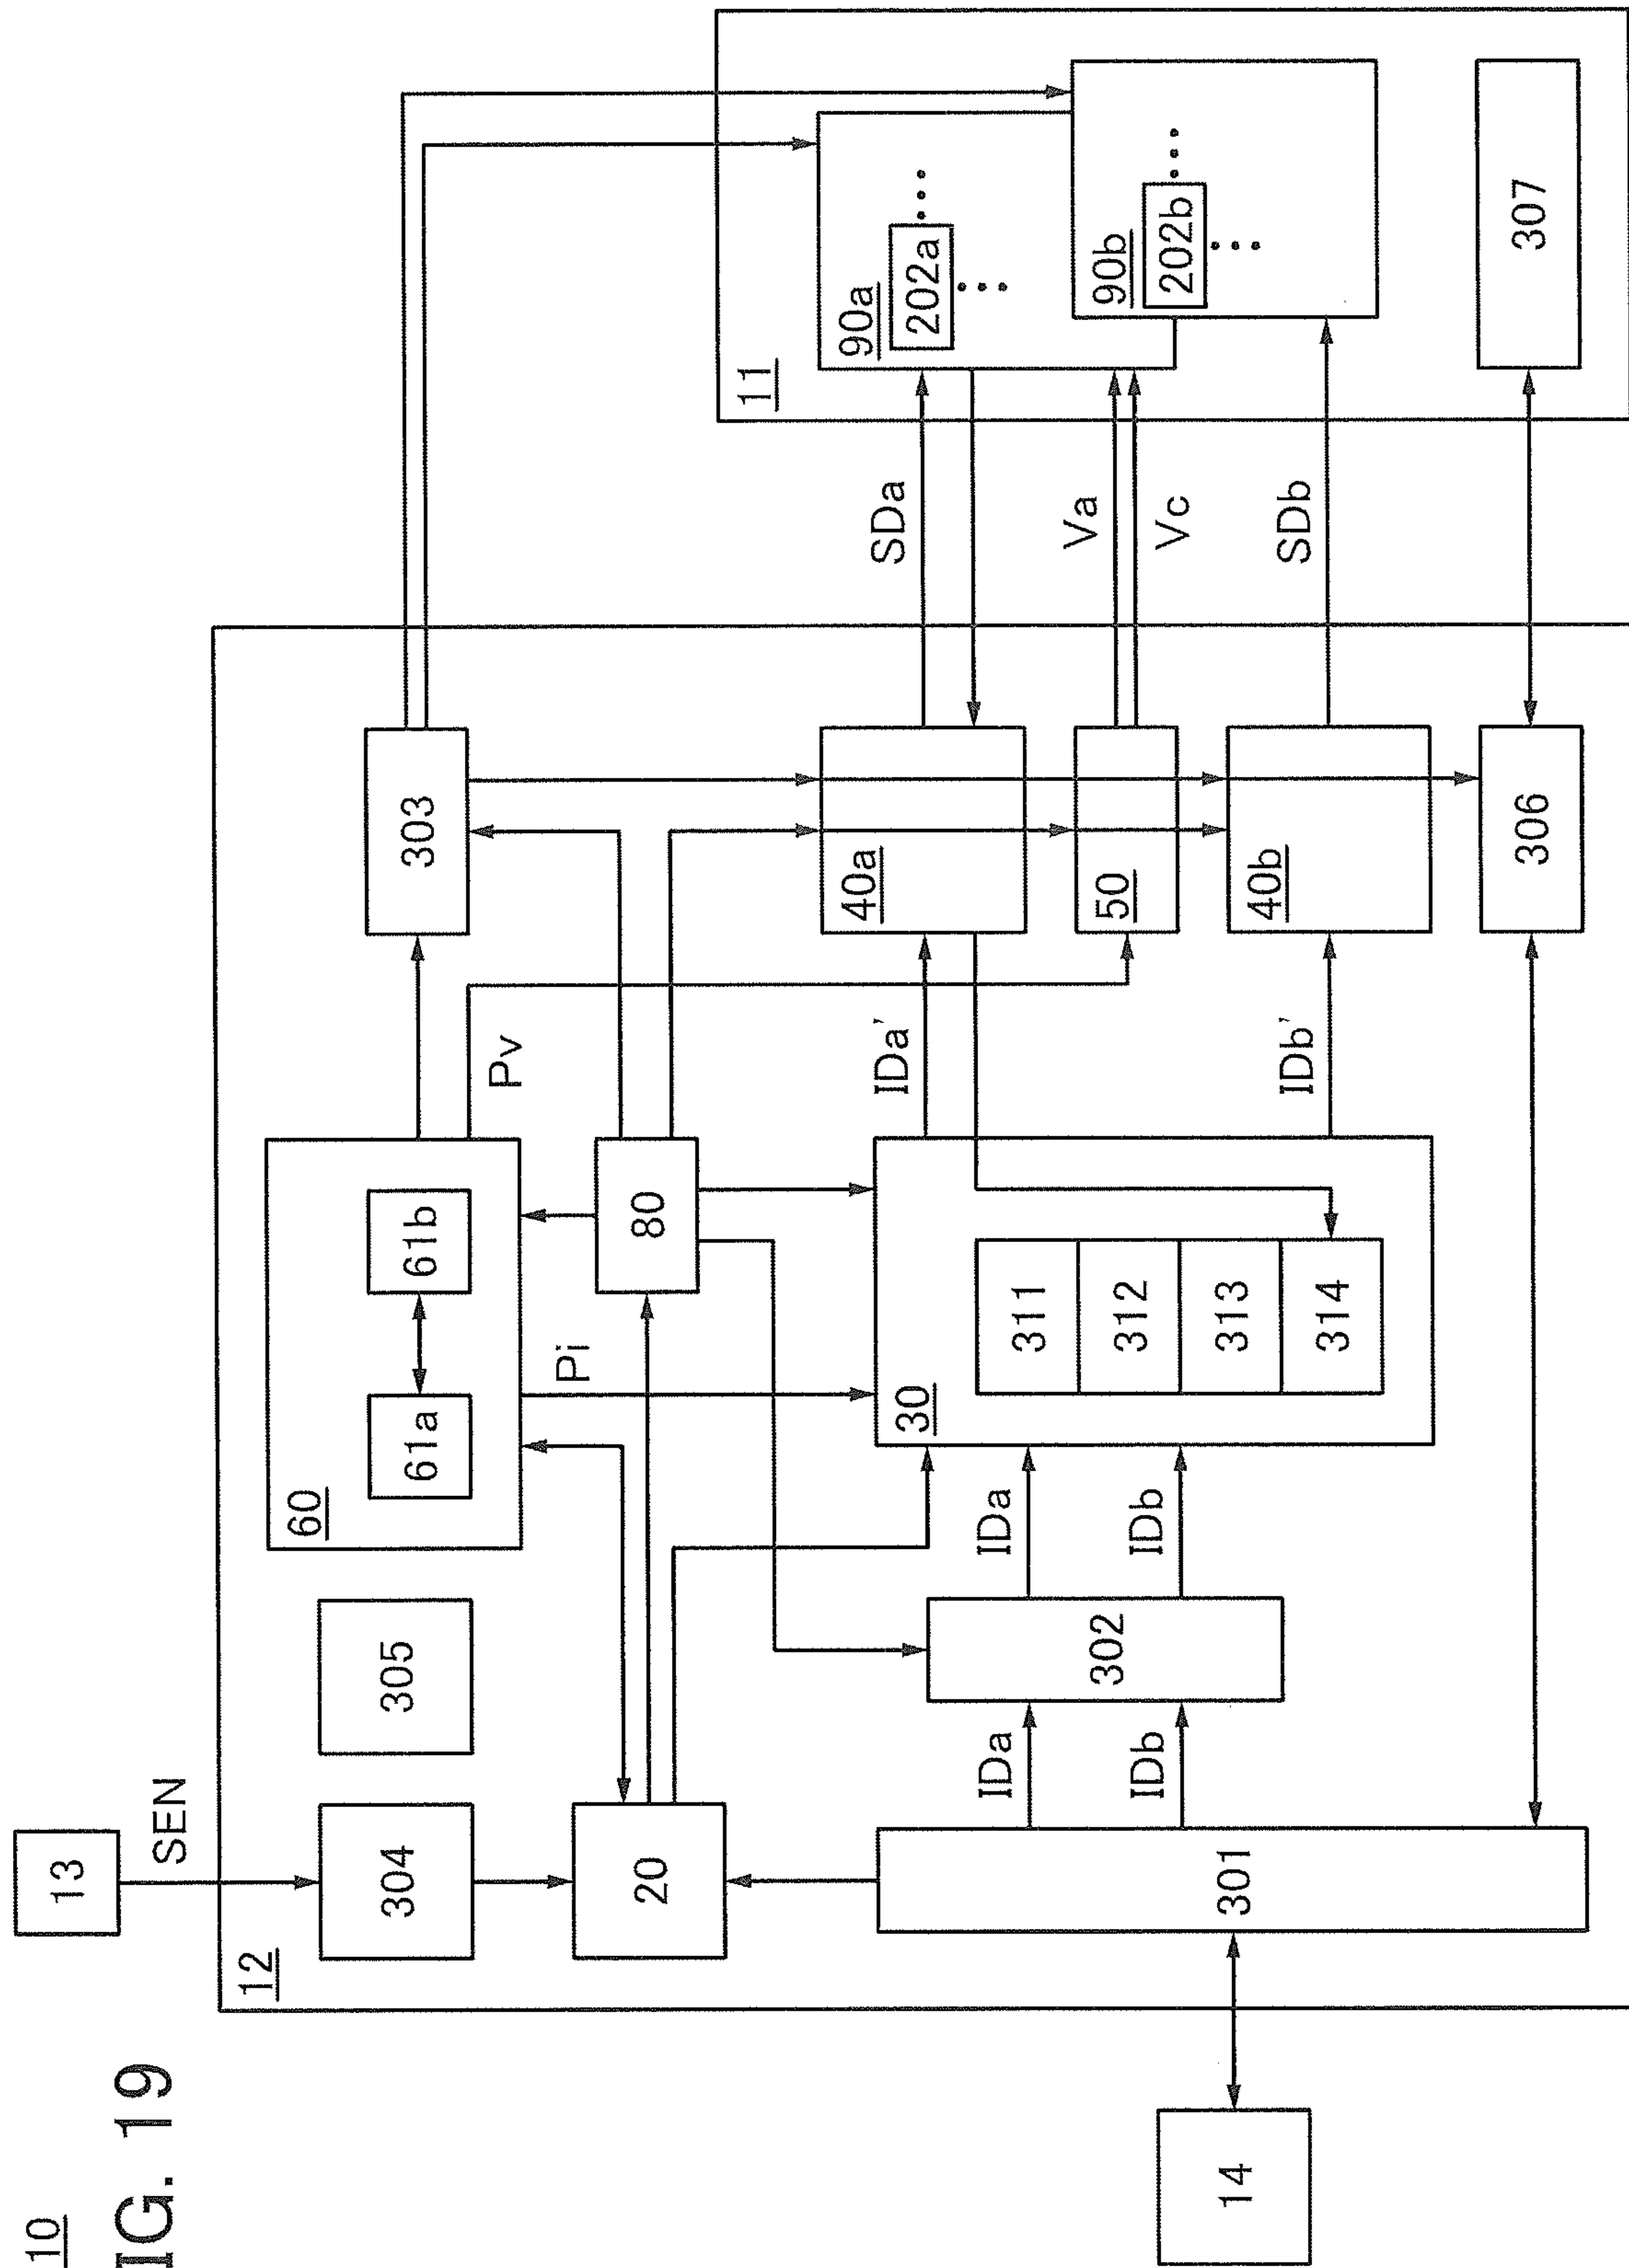 IG. 19
10
13
SEN
12
304
305
60
61a
61b
Pv
303
20
Pi
80
11
90a
202a
90b
202b
307
SDa
Va
Vc
SDb
40a
50
40b
306
IDa'
IDb'
30
311
312
313
314
IDa
IDb
302
IDa
IDb
301
14